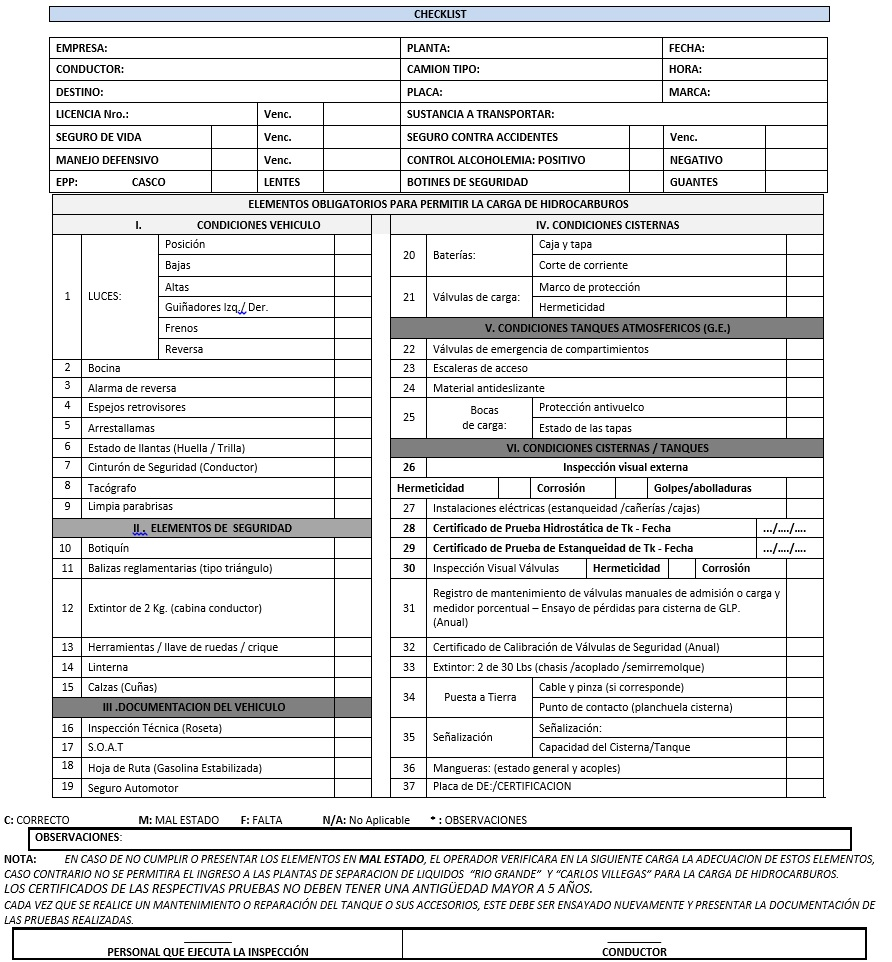 CHECKLIST
EMPRESA: PLANTA: FECHA:
CONDUCTOR: CAMION TIPO: HORA:
DESTINO: PLACA: MARCA:
LICENCIA Nro.: Venc. SUSTANCIA A TRANSPORTAR:
SEGURO DE VIDA Venc. SEGURO CONTRA ACCIDENTES Venc.
MANEJO DEFENSIVO Venc. CONTROL ALCOHOLEMIA: POSITIVO NEGATIVO
EPP: CASCO LENTES BOTINES DE SEGURIDAD GUANTES
ELEMENTOS OBLIGATORIOS PARA PERMITIR LA CARGA DE HIDROCARBUROS
I. CONDICIONES VEHICULO
1 LUCES:
Posición
Bajas
Altas
Guiñadores Izq./ Der.
Frenos
Reversa
2 Bocina
3 Alarma de reversa
4 Espejos retrovisores
5 Arrestallamas
6 Estado de llantas (Huella / Trilla)
7 Cinturón de Seguridad (Conductor)
8 Tacógrafo
9 Limpia parabrisas
II . ELEMENTOS DE SEGURIDAD
10 Botiquín
11 Balizas reglamentarias (tipo triángulo)
12 Extintor de 2 Kg. (cabina conductor)
13 Herramientas / llave de ruedas / crique
14 Linterna
15 Calzas (Cuñas)
III .DOCUMENTACION DEL VEHICULO
16 Inspección Técnica (Roseta)
17 S.O.A.T
18 Hoja de Ruta (Gasolina Estabilizada)
19 Seguro Automotor
IV. CONDICIONES CISTERNAS
20 Baterías:
Caja y tapa
Corte de corriente
21 Válvulas de carga:
Marco de protección
Hermeticidad
V. CONDICIONES TANQUES ATMOSFERICOS (G.E.)
22 Válvulas de emergencia de compartimientos
23 Escaleras de acceso
24 Material antideslizante
25 Bocas
de carga:
Protección antivuelco
Estado de las tapas
VI. CONDICIONES CISTERNAS / TANQUES
26 Inspección visual externa
Hermeticidad Corrosión Golpes/abolladuras
27 Instalaciones eléctricas (estanqueidad /cañerías /cajas)
28 Certificado de Prueba Hidrostática de Tk - Fecha .../..../....
29 Certificado de Prueba de Estanqueidad de Tk - Fecha .../..../....
30 Inspección Visual Válvulas Hermeticidad Corrosión
31 Registro de mantenimiento de válvulas manuales de admisión o carga y
medidor porcentual – Ensayo de pérdidas para cisterna de GLP.
(Anual)
32 Certificado de Calibración de Válvulas de Seguridad (Anual)
33 Extintor: 2 de 30 Lbs (chasis /acoplado /semirremolque)
34 Puesta a Tierra
Cable y pinza (si corresponde)
Punto de contacto (planchuela cisterna)
35 Señalización
Señalización:
Capacidad del Cisterna/Tanque
36 Mangueras: (estado general y acoples)
37 Placa de DE:/CERTIFICACION
C: CORRECTO M: MAL ESTADO F: FALTA N/A: No Aplicable * : OBSERVACIONES
OBSERVACIONES:
NOTA: EN CASO DE NO CUMPLIR O PRESENTAR LOS ELEMENTOS EN MAL ESTADO, EL OPERADOR VERIFICARA EN LA SIGUIENTE CARGA LA ADECUACION DE ESTOS ELEMENTOS,
CASO CONTRARIO NO SE PERMITIRA EL INGRESO A LAS PLANTAS DE SEPARACION DE LIQUIDOS "RIO GRANDE" Y "CARLOS VILLEGAS" PARA LA CARGA DE HIDROCARBUROS.
LOS CERTIFICADOS DE LAS RESPECTIVAS PRUEBAS NO DEBEN TENER UNA ANTIGÜEDAD MAYOR A 5 AÑOS.
CADA VEZ QUE SE REALICE UN MANTENIMIENTO O REPARACIÓN DEL TANQUE O SUS ACCESORIOS, ESTE DEBE SER ENSAYADO NUEVAMENTE Y PRESENTAR LA DOCUMENTACIÓN DE
LAS PRUEBAS REALIZADAS.
PERSONAL QUE EJECUTA LA INSPECCIÓN CONDUCTOR